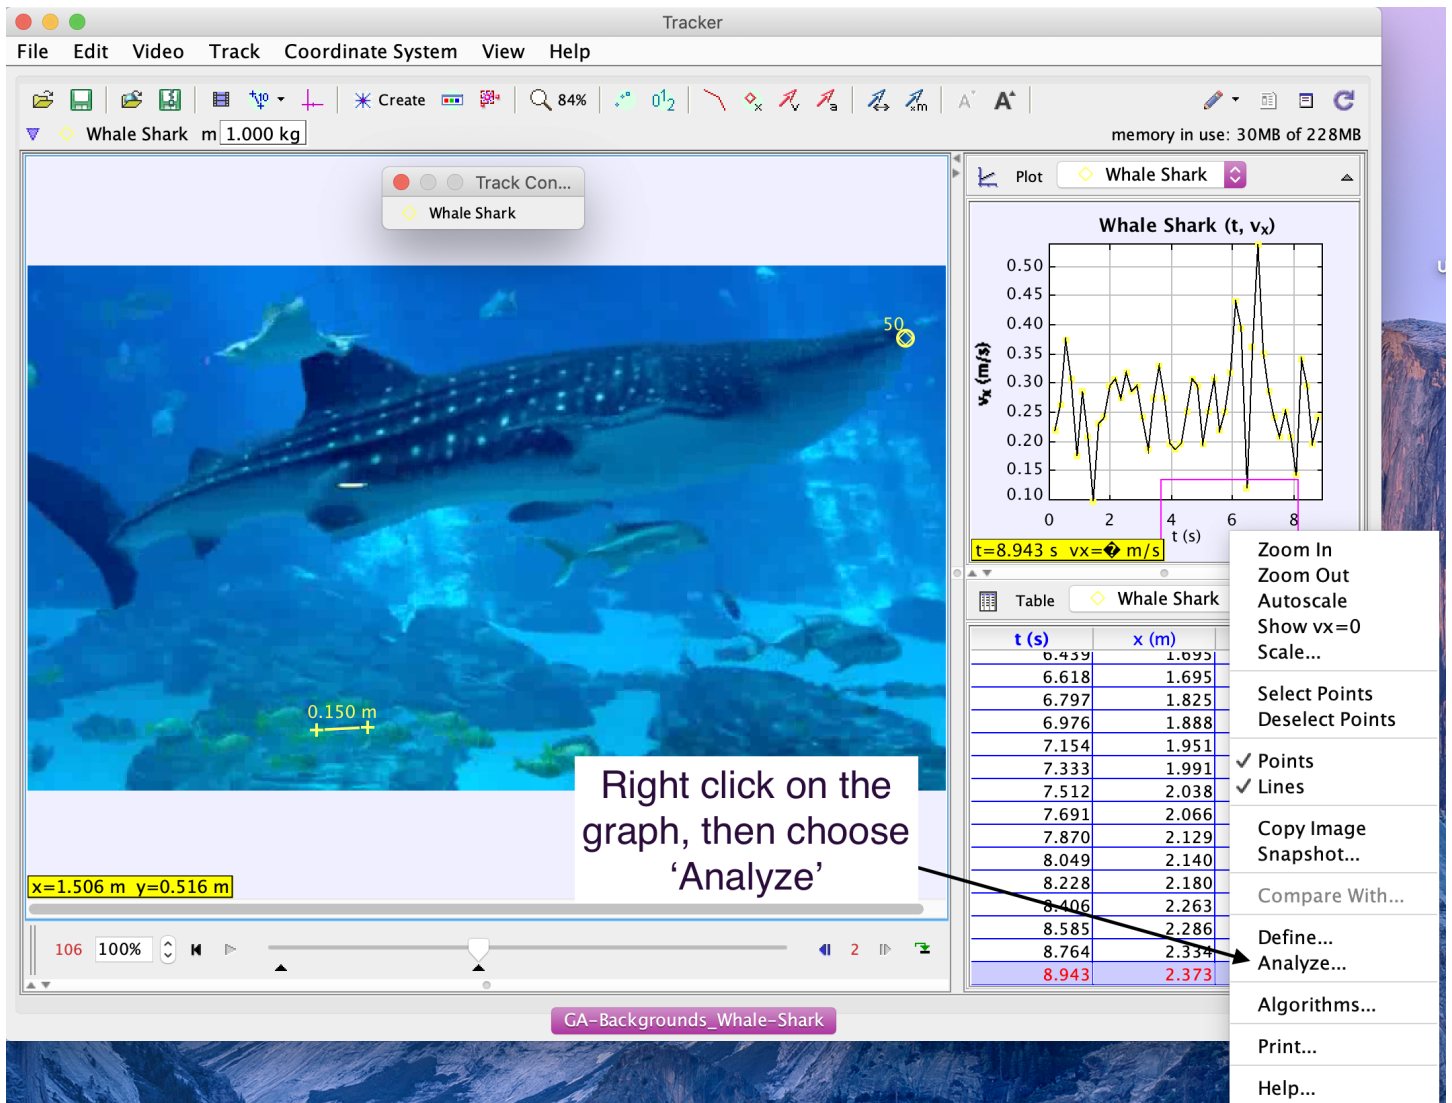 Tracker
File Edit Video Track Coordinate System View Help
Create 84%
Whale Shark m 1.000 kg
memory in use: 30MB of 228MB
Track Con...
Whale Shark
Plot Whale Shark
Whale Shark (t, vx)
0.50
0.45
0.40
0.35
0.30
0.25
0.20
0.15
0.10
vx (m/s)
0 2 4 6 8
t (s)
t=8.943 s vx=� m/s
50
0.150 m
Table Whale Shark
t (s) x (m)
6.439 1.695
6.618 1.695
6.797 1.825
6.976 1.888
7.154 1.951
7.333 1.991
7.512 2.038
7.691 2.066
7.870 2.129
8.049 2.140
8.228 2.180
8.406 2.263
8.585 2.286
8.764 2.334
8.943 2.373
Zoom In
Zoom Out
Autoscale
Show vx=0
Scale...
Select Points
Deselect Points
Points
Lines
Copy Image
Snapshot...
Compare With...
Define...
Analyze...
Algorithms...
Print...
Help...
Right click on the
graph, then choose
‘Analyze’
x=1.506 m y=0.516 m
106 100% 2
GA-Backgrounds_Whale-Shark